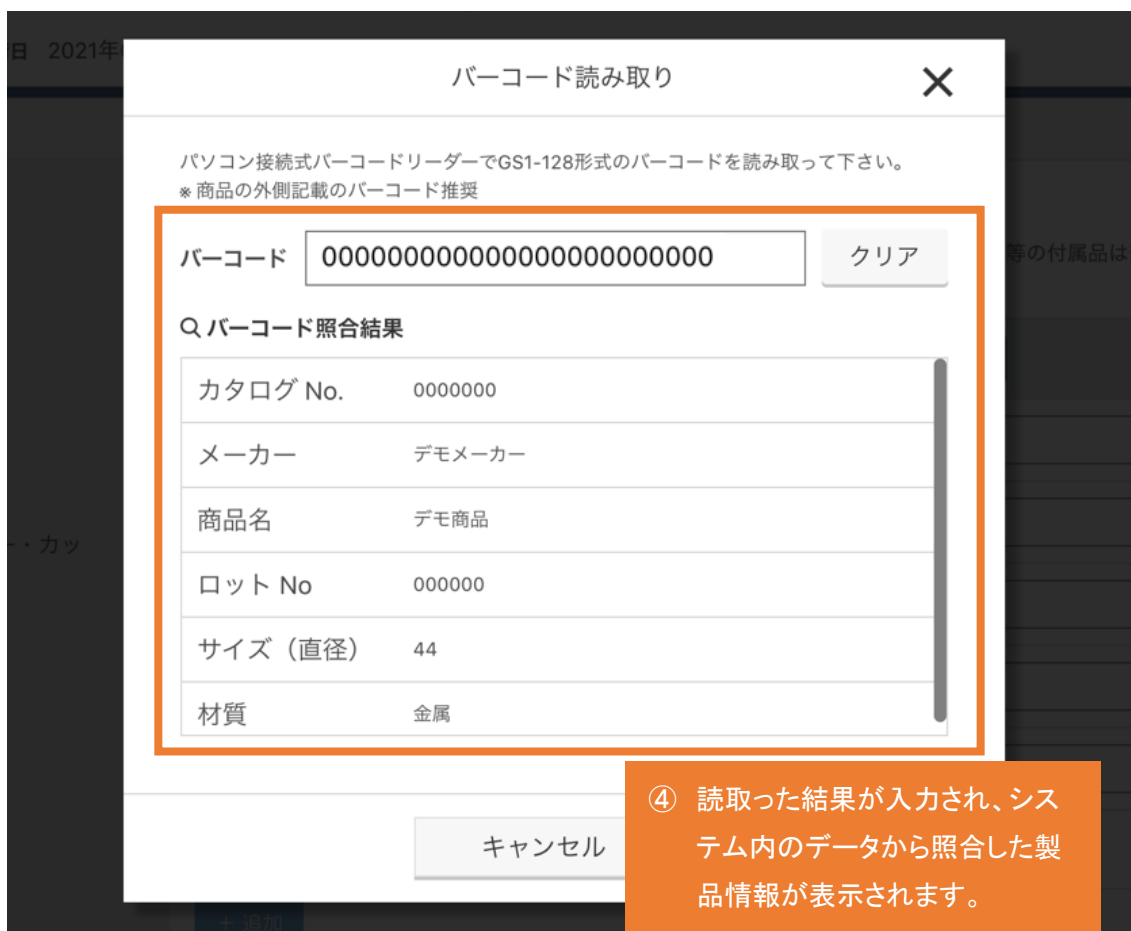 日 2021年
バーコード読み取り
パソコン接続式バーコードリーダーでGS1-128形式のバーコードを読み取って下さい。
※商品の外側記載のバーコード推奨
バーコード 0000000000000000000000000 クリア
等の付属品は
バーコード照合結果
カタログ No. 0000000
メーカー デモメーカー
商品名 デモ商品
・カッ
ロット No 000000
サイズ（直径） 44
材質 金属
④ 読取った結果が入力され、シス
テム内のデータから照合した製
品情報が表示されます。
キャンセル
+ 追加